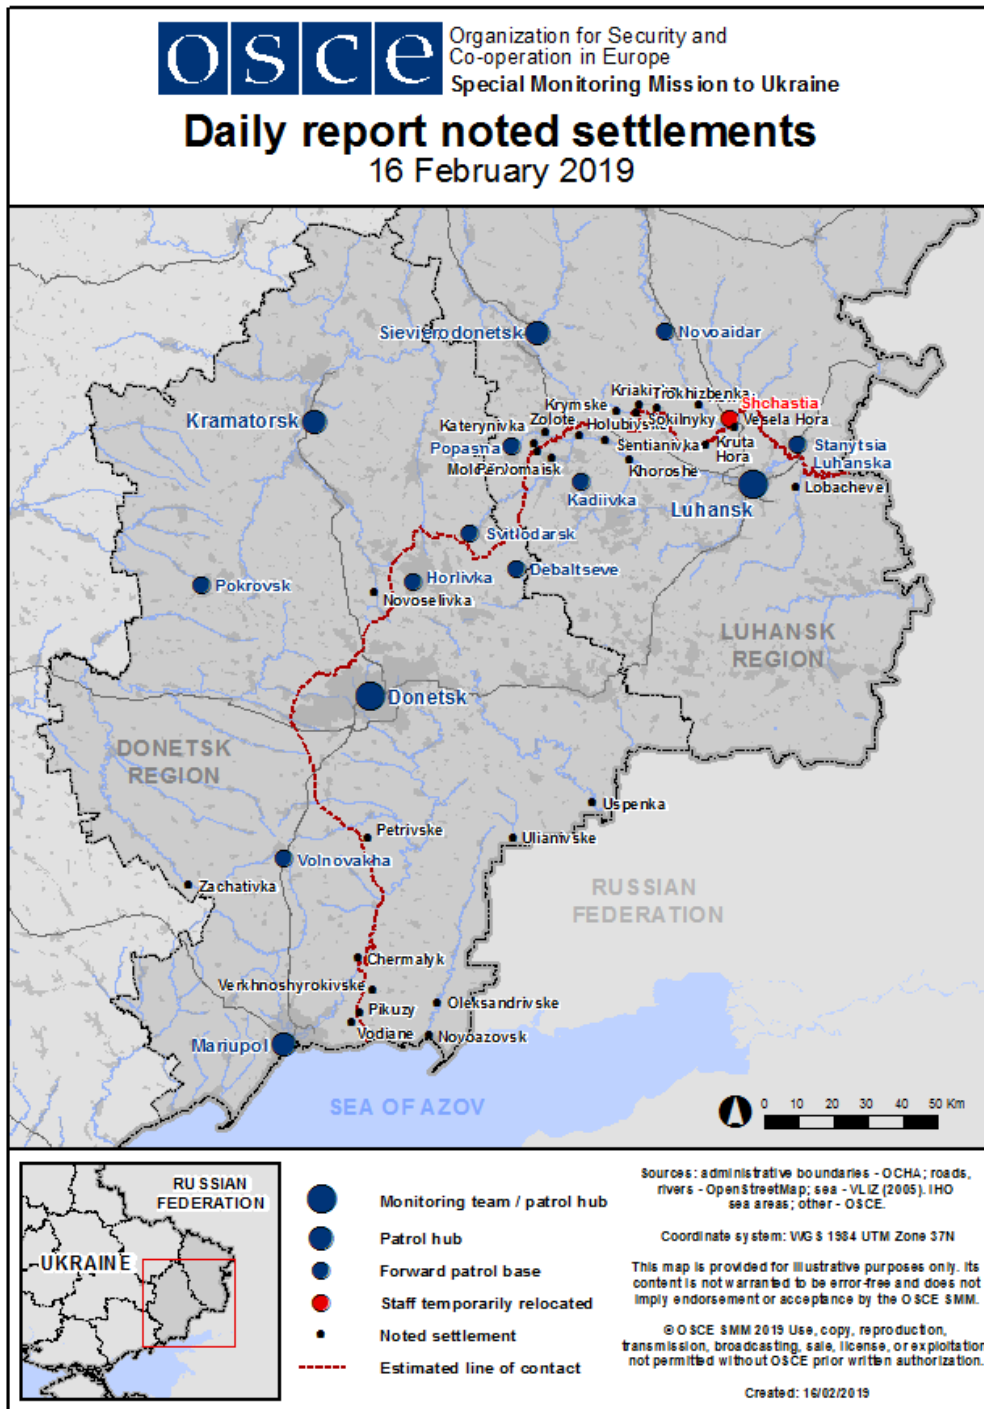 osce
Organization for Security and
Co-operation in Europe
Special Monitoring Mission to Ukraine
Daily report noted settlements
16 February 2019
Sievierodonetsk
Novoaidar
Kramatorsk
Krymske
Trokhizbenka
Shchastia
Katerynivka
Zolote
Sokilnyky
Vesela Hora
Popasna
Sentianivka
Kruta
Hora
Stanytsia
Luhanska
Pervomaisk
Khoroshe
Kadiivka
Luhansk
Lobacheve
Svitlodarsk
Pokrovsk
Horlivka
Debaltseve
Novoselivka
LUHANSK
REGION
Donetsk
DONETSK
REGION
Uspenka
Petrivske
Ulianivske
Volnovakha
Zachativka
RUSSIAN
FEDERATION
Chermalyk
Verkhnoshyrokivske
Oleksandrivske
Pikuzy
Vodiane
Novoazovsk
Mariupol
SEA OF AZOV
0 10 20 30 40 50 Km
RUSSIAN
FEDERATION
UKRAINE
Monitoring team / patrol hub
Patrol hub
Forward patrol base
Staff temporarily relocated
Noted settlement
Estimated line of contact
Sources: administrative boundaries - OCHA; roads,
rivers - OpenStreetMap; sea - VLIZ (2005). IHO
sea areas; other - OSCE.
Coordinate system: WGS 1984 UTM Zone 37N
This map is provided for illustrative purposes only. Its
content is not warranted to be error-free and does not
imply endorsement or acceptance by the OSCE SMM.
© OSCE SMM 2019 Use, copy, reproduction,
transmission, broadcasting, sale, license, or exploitation
not permitted without OSCE prior written authorization.
Created: 16/02/2019